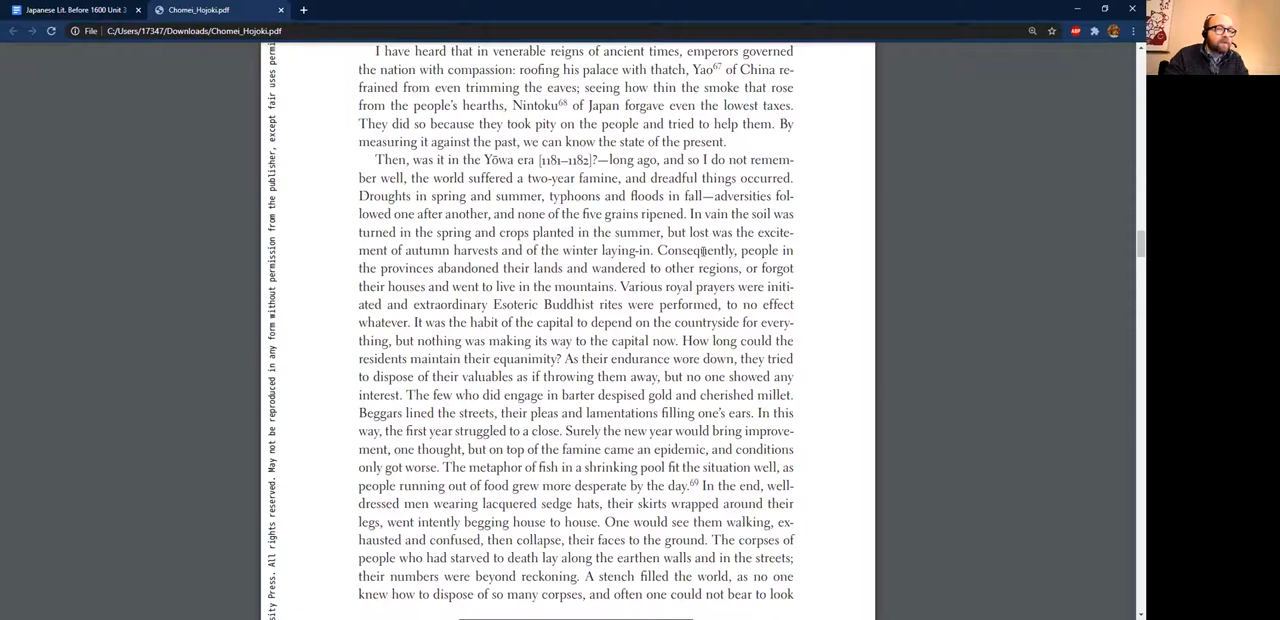 Japanese Lit. Before 1600 Unit 3
Chomei_Hojoki.pdf
File
C:/Users/17347/Downloads/Chomei_Hojoki.pdf
ABP
sity Press. All rights reserved. May not be reproduced in any form without permission from the publisher, except fair uses permi
I have heard that in venerable reigns of ancient times, emperors governed
the nation with compassion: roofing his palace with thatch, Yao67 of China re-
frained from even trimming the eaves; seeing how thin the smoke that rose
from the people's hearths, Nintoku68 of Japan forgave even the lowest taxes.
They did so because they took pity on the people and tried to help them. By
measuring it against the past, we can know the state of the present.
Then, was it in the Yōwa era [1181–1182]?—long ago, and so I do not remem-
ber well, the world suffered a two-year famine, and dreadful things occurred.
Droughts in spring and summer, typhoons and floods in fall—adversities fol-
lowed one after another, and none of the five grains ripened. In vain the soil was
turned in the spring and crops planted in the summer, but lost was the excite-
ment of autumn harvests and of the winter laying-in. Consequently, people in
the provinces abandoned their lands and wandered to other regions, or forgot
their houses and went to live in the mountains. Various royal prayers were initi-
ated and extraordinary Esoteric Buddhist rites were performed, to no effect
whatever. It was the habit of the capital to depend on the countryside for every-
thing, but nothing was making its way to the capital now. How long could the
residents maintain their equanimity? As their endurance wore down, they tried
to dispose of their valuables as if throwing them away, but no one showed any
interest. The few who did engage in barter despised gold and cherished millet.
Beggars lined the streets, their pleas and lamentations filling one's ears. In this
way, the first year struggled to a close. Surely the new year would bring improve-
ment, one thought, but on top of the famine came an epidemic, and conditions
only got worse. The metaphor of fish in a shrinking pool fit the situation well, as
people running out of food grew more desperate by the day.69 In the end, well-
dressed men wearing lacquered sedge hats, their skirts wrapped around their
legs, went intently begging house to house. One would see them walking, ex-
hausted and confused, then collapse, their faces to the ground. The corpses of
people who had starved to death lay along the earthen walls and in the streets;
their numbers were beyond reckoning. A stench filled the world, as no one
knew how to dispose of so many corpses, and often one could not bear to look